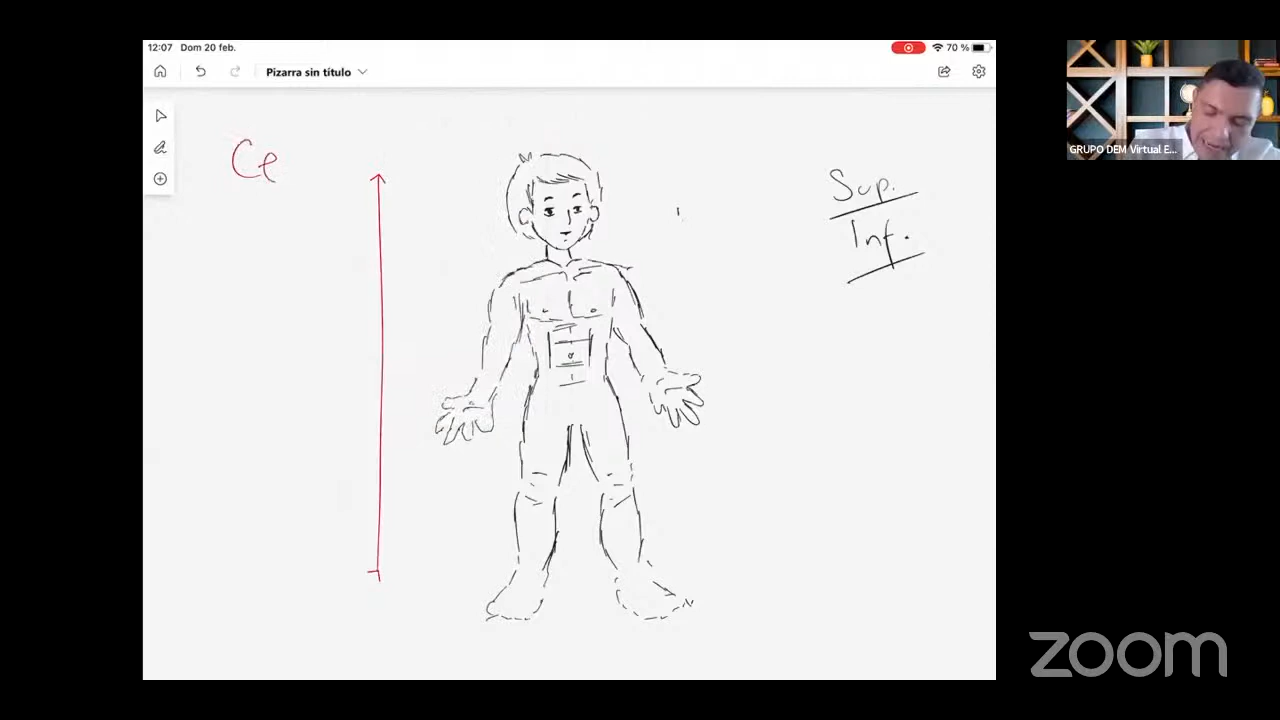 12:07 Dom 20 feb.
70 %
Pizarra sin título
Ce
Sup.
Inf.
GRUPO DEM Virtual E...
zoom